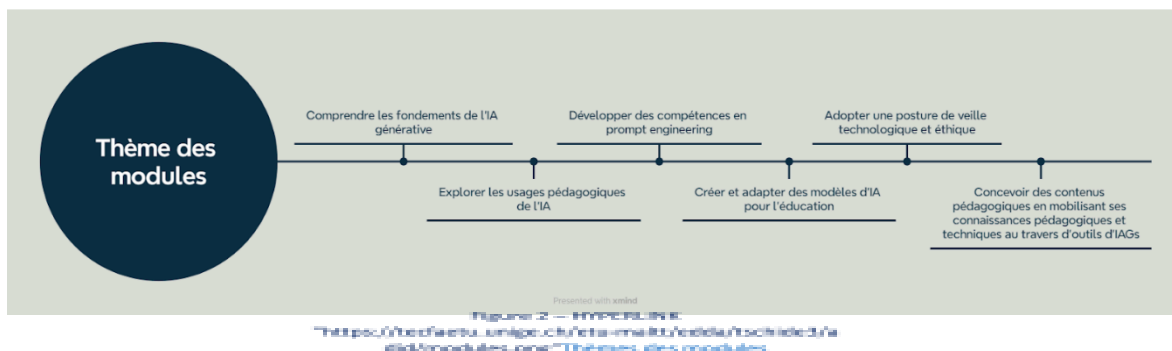 Thème des
modules
Comprendre les fondements de l'IA
générative
Explorer les usages pédagogiques
de l'IA
Développer des compétences en
prompt engineering
Créer et adapter des modèles d'IA
pour l'éducation
Adopter une posture de veille
technologique et éthique
Concevoir des contenus
pédagogiques en mobilisant ses
connaissances pédagogiques et
techniques au travers d'outils d'IAGs
Presented with xmind
Figure 2 – HYPERLINK
Thèmes des modules